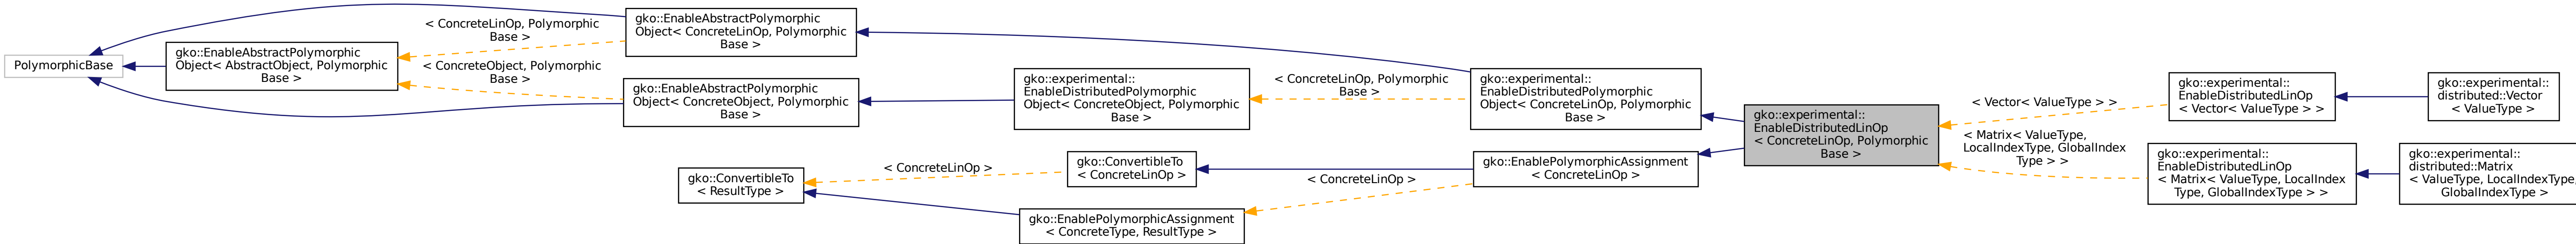 PolymorphicBase
gko::EnableAbstractPolymorphic
Object< AbstractObject, Polymorphic
Base >
< ConcreteLinOp, Polymorphic
Base >
< ConcreteObject, Polymorphic
Base >
gko::EnableAbstractPolymorphic
Object< ConcreteLinOp, Polymorphic
Base >
gko::EnableAbstractPolymorphic
Object< ConcreteObject, Polymorphic
Base >
gko::ConvertibleTo
< ResultType >
< ConcreteLinOp >
gko::experimental::
EnableDistributedPolymorphic
Object< ConcreteObject, Polymorphic
Base >
gko::ConvertibleTo
< ConcreteLinOp >
gko::EnablePolymorphicAssignment
< ConcreteType, ResultType >
< ConcreteLinOp, Polymorphic
Base >
< ConcreteLinOp >
gko::experimental::
EnableDistributedPolymorphic
Object< ConcreteLinOp, Polymorphic
Base >
gko::EnablePolymorphicAssignment
< ConcreteLinOp >
gko::experimental::
EnableDistributedLinOp
< ConcreteLinOp, Polymorphic
Base >
< Vector< ValueType > >
< Matrix< ValueType,
LocalIndexType, GlobalIndex
Type > >
gko::experimental::
EnableDistributedLinOp
< Vector< ValueType > >
gko::experimental::
EnableDistributedLinOp
< Matrix< ValueType, LocalIndex
Type, GlobalIndexType > >
gko::experimental::
distributed::Vector
< ValueType >
gko::experimental::
distributed::Matrix
< ValueType, LocalIndexType,
GlobalIndexType >